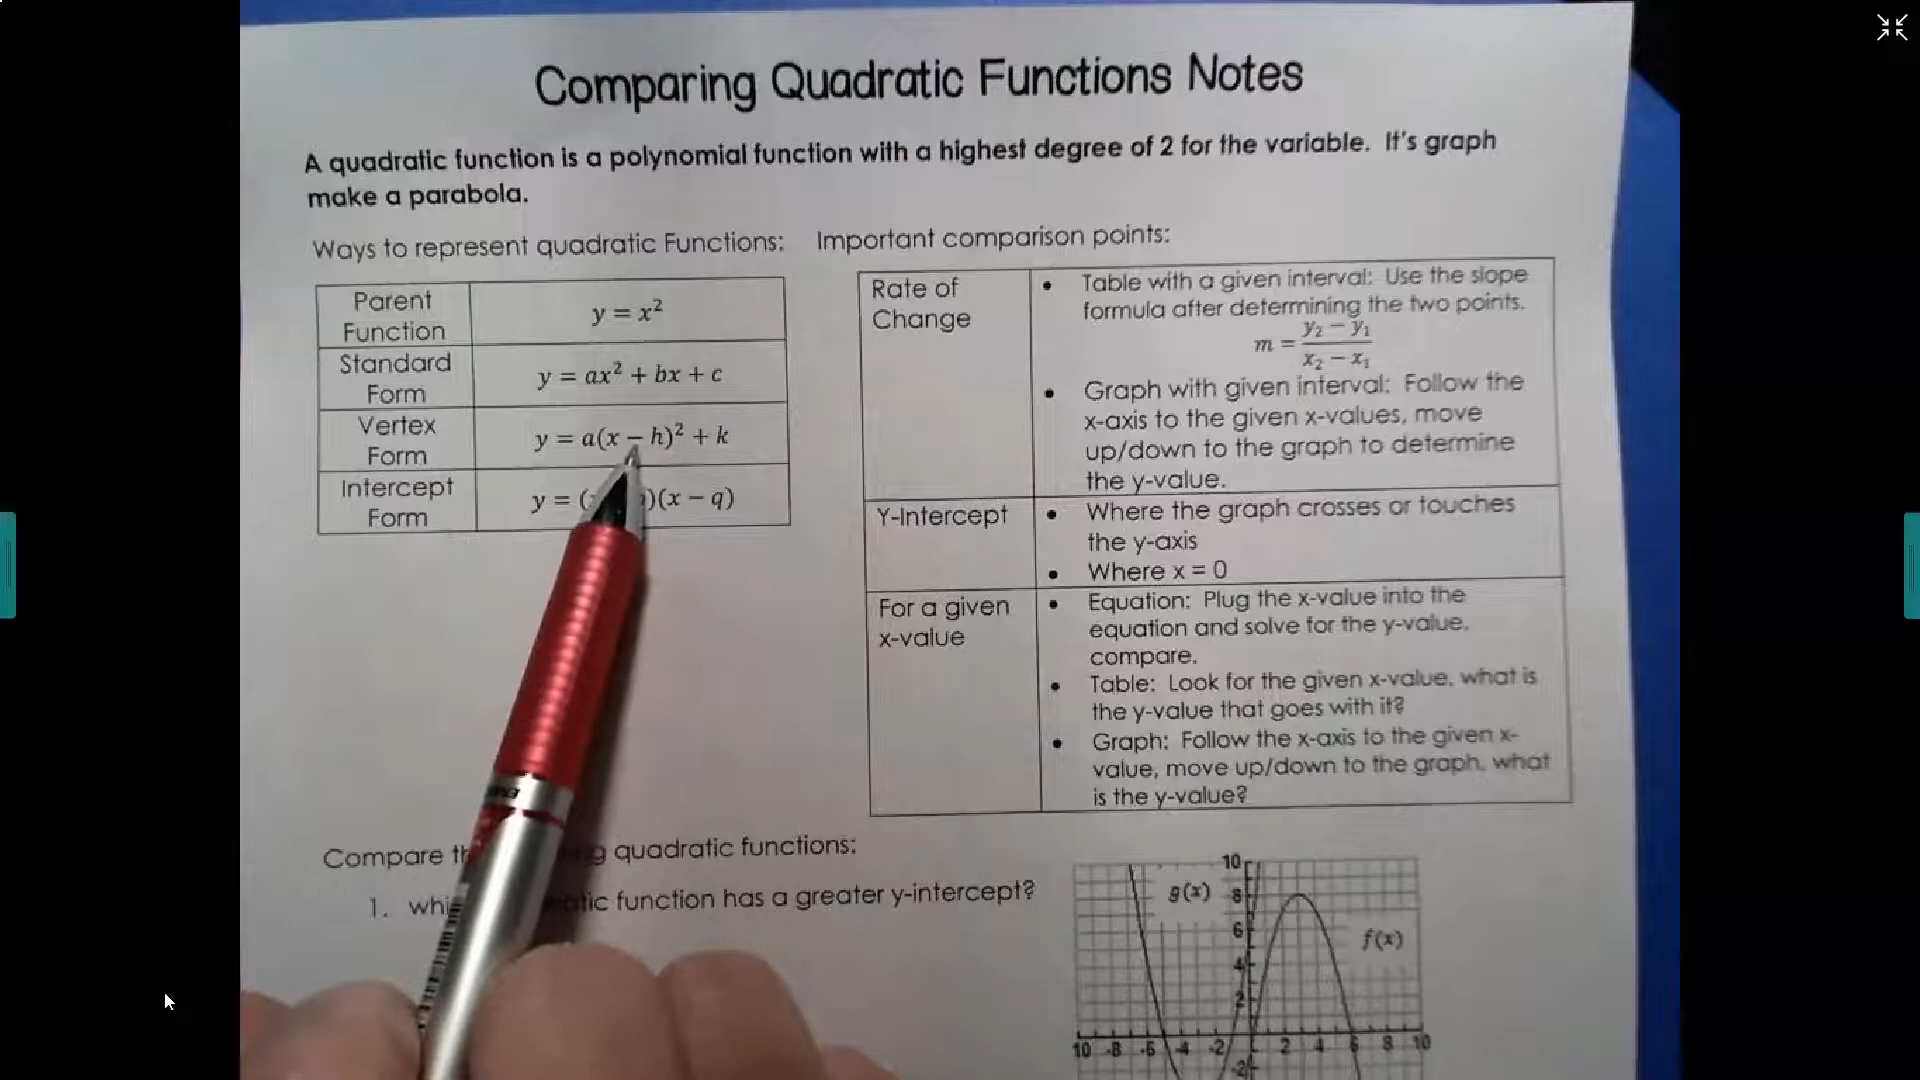 Comparing Quadratic Functions Notes
A quadratic function is a polynomial function with a highest degree of 2 for the variable. It's graph
make a parabola.
Ways to represent quadratic Functions:
Parent
Function
y = x²
Standard
Form
y = ax² + bx + c
Vertex
Form
y = a(x − h)² + k
Intercept
Form
y = ( )(x − q)
Important comparison points:
Rate of
Change
• Table with a given interval: Use the slope
formula after determining the two points.
m = y₂ − y₁ / x₂ − x₁
• Graph with given interval: Follow the
x-axis to the given x-values, move
up/down to the graph to determine
the y-value.
Y-Intercept
• Where the graph crosses or touches
the y-axis
• Where x = 0
For a given
x-value
• Equation: Plug the x-value into the
equation and solve for the y-value,
compare.
• Table: Look for the given x-value, what is
the y-value that goes with it?
• Graph: Follow the x-axis to the given x-
value, move up/down to the graph, what
is the y-value?
Compare quadratic functions:
1. function has a greater y-intercept?
g(x)
f(x)
10
8
6
4
2
10 -8 -6 -4 -2 2 4 6 8 10
-2